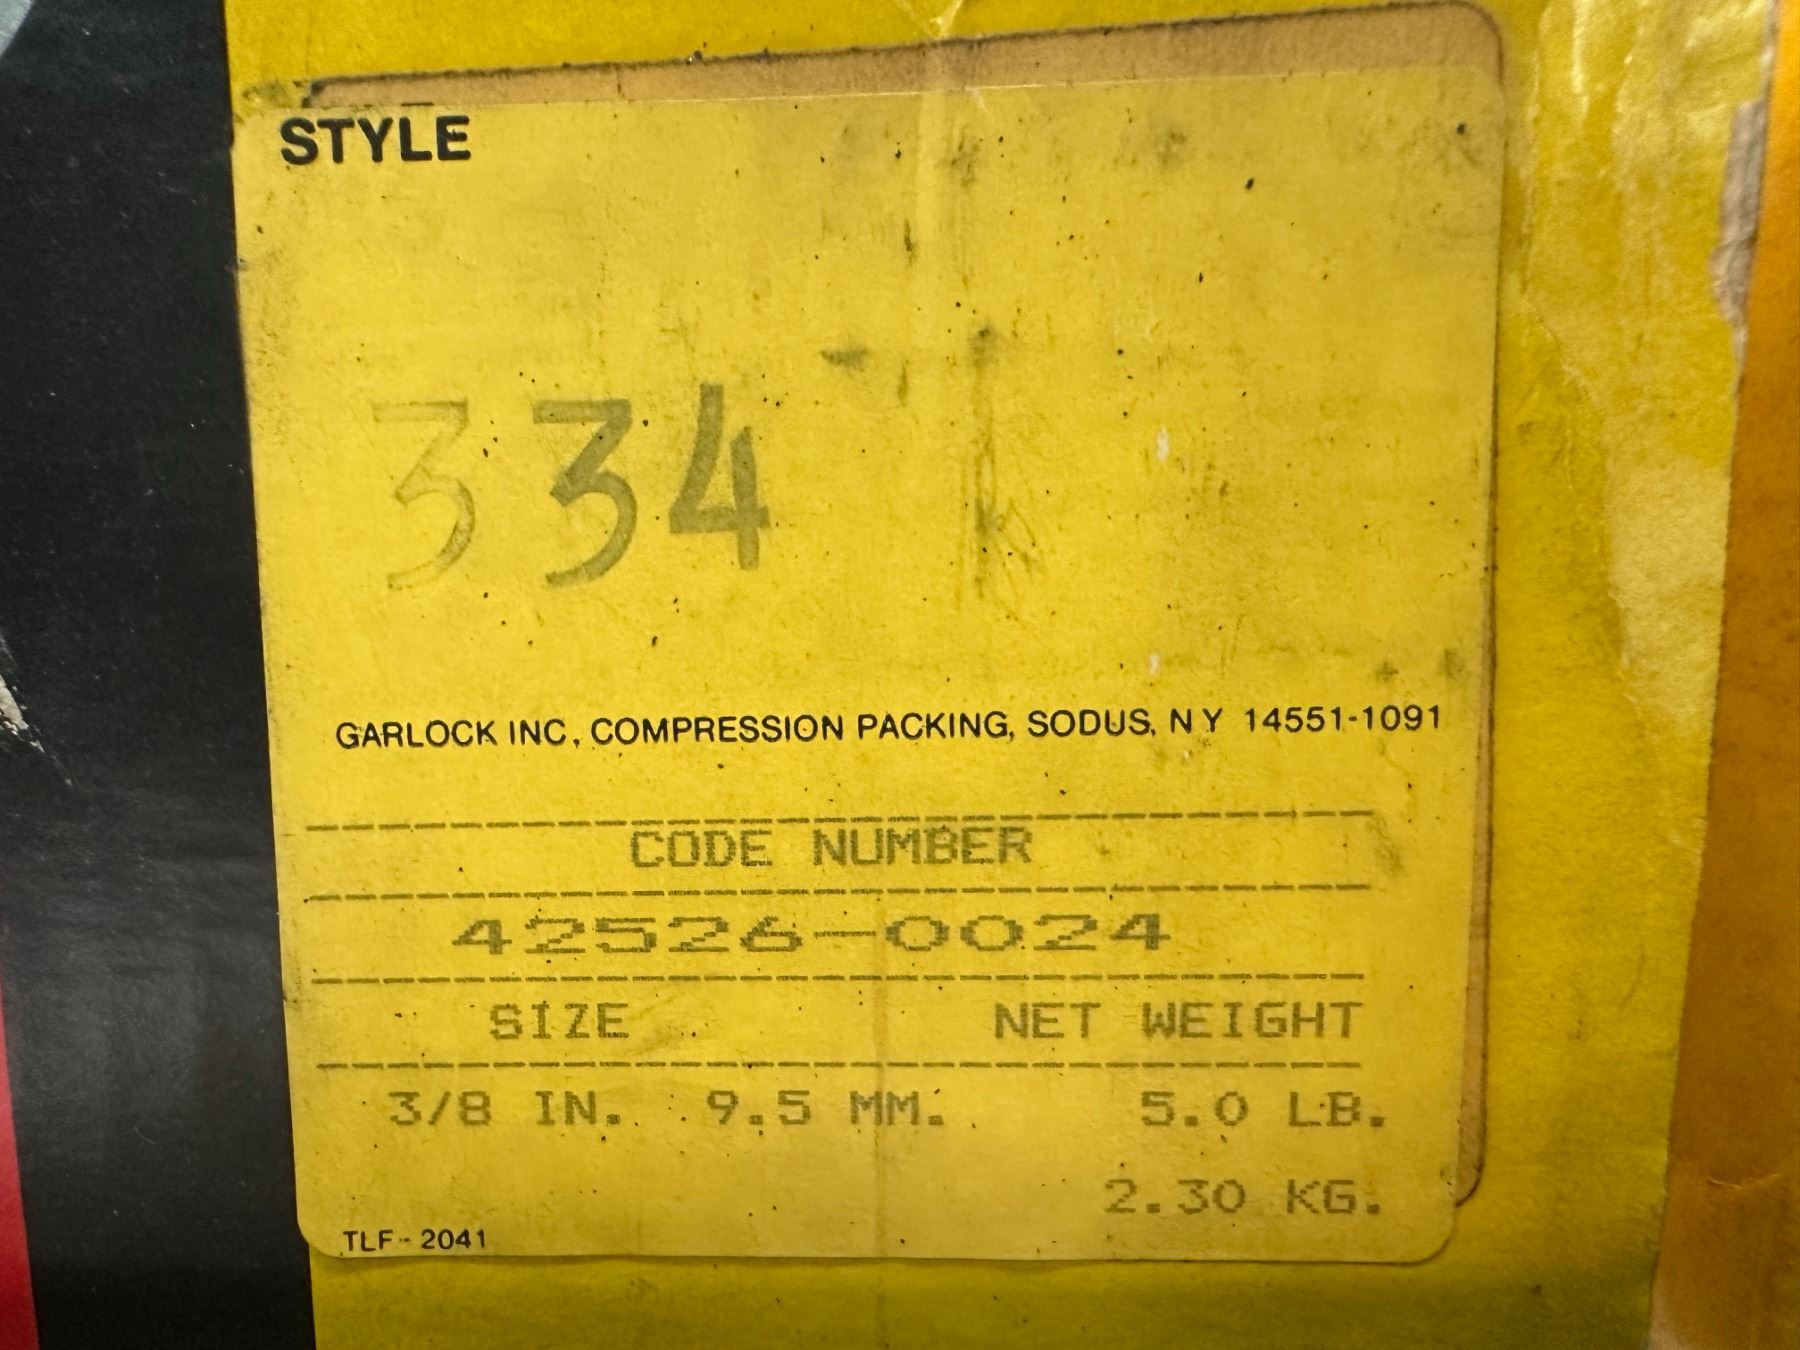 STYLE
334
GARLOCK INC, COMPRESSION PACKING, SODUS, N Y 14551-1091
CODE NUMBER
42526-0024
SIZE NET WEIGHT
3/8 IN. 9.5 MM. 5.0 LB.
2.30 KG.
TLF-2041